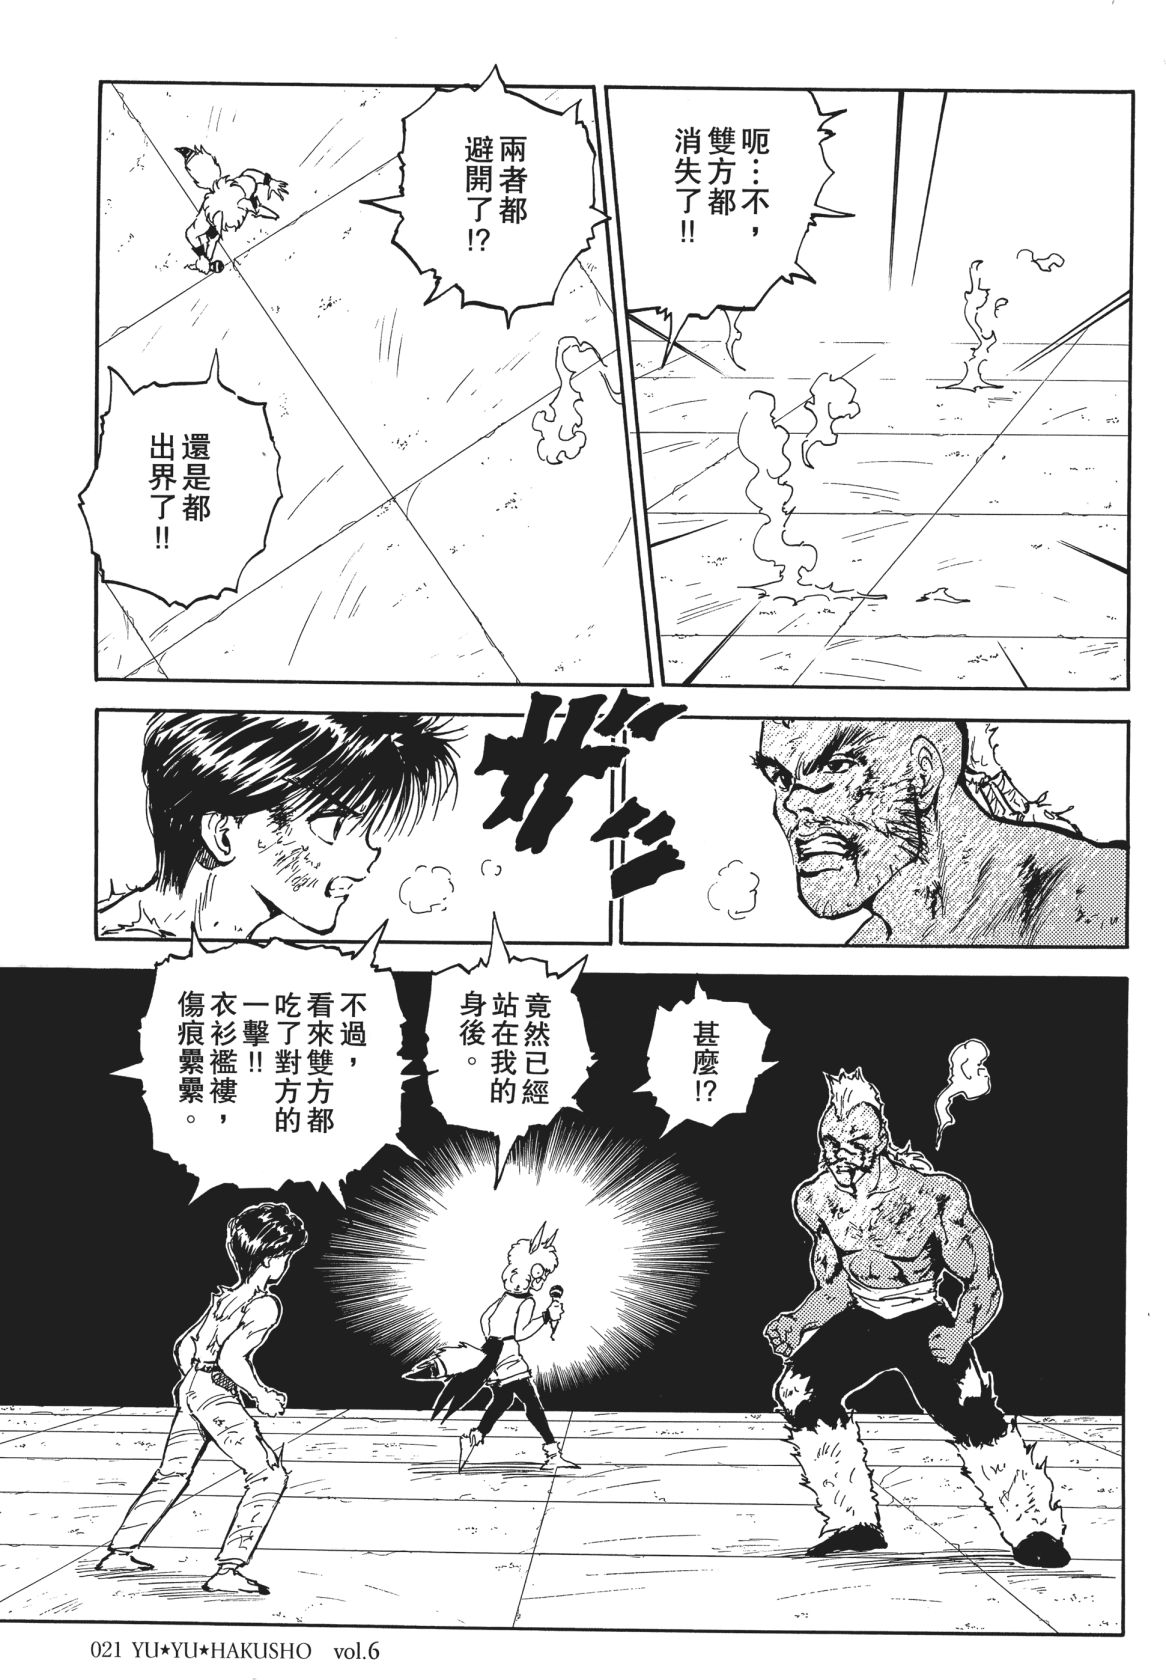 呃…不，
雙方都
消失了!!
兩者都
避開了!?
還是都
出界了!!
ザッ
ザッ
甚麼!?
竟然已經
站在我的
身後。
不過，
看來雙方都
吃了對方的
一擊!!
衣衫襤褸，
傷痕纍纍。
021 YU★YU★HAKUSHO vol.6